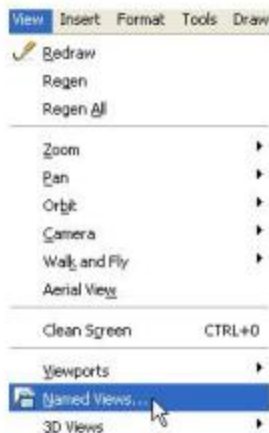 View Insert Format Tools Draw
Redraw
Regen
Regen All
Zoom
Pan
Orbit
Camera
Walk and Fly
Aerial View
Clean Screen CTRL+0
Viewports
Named Views...
3D Views